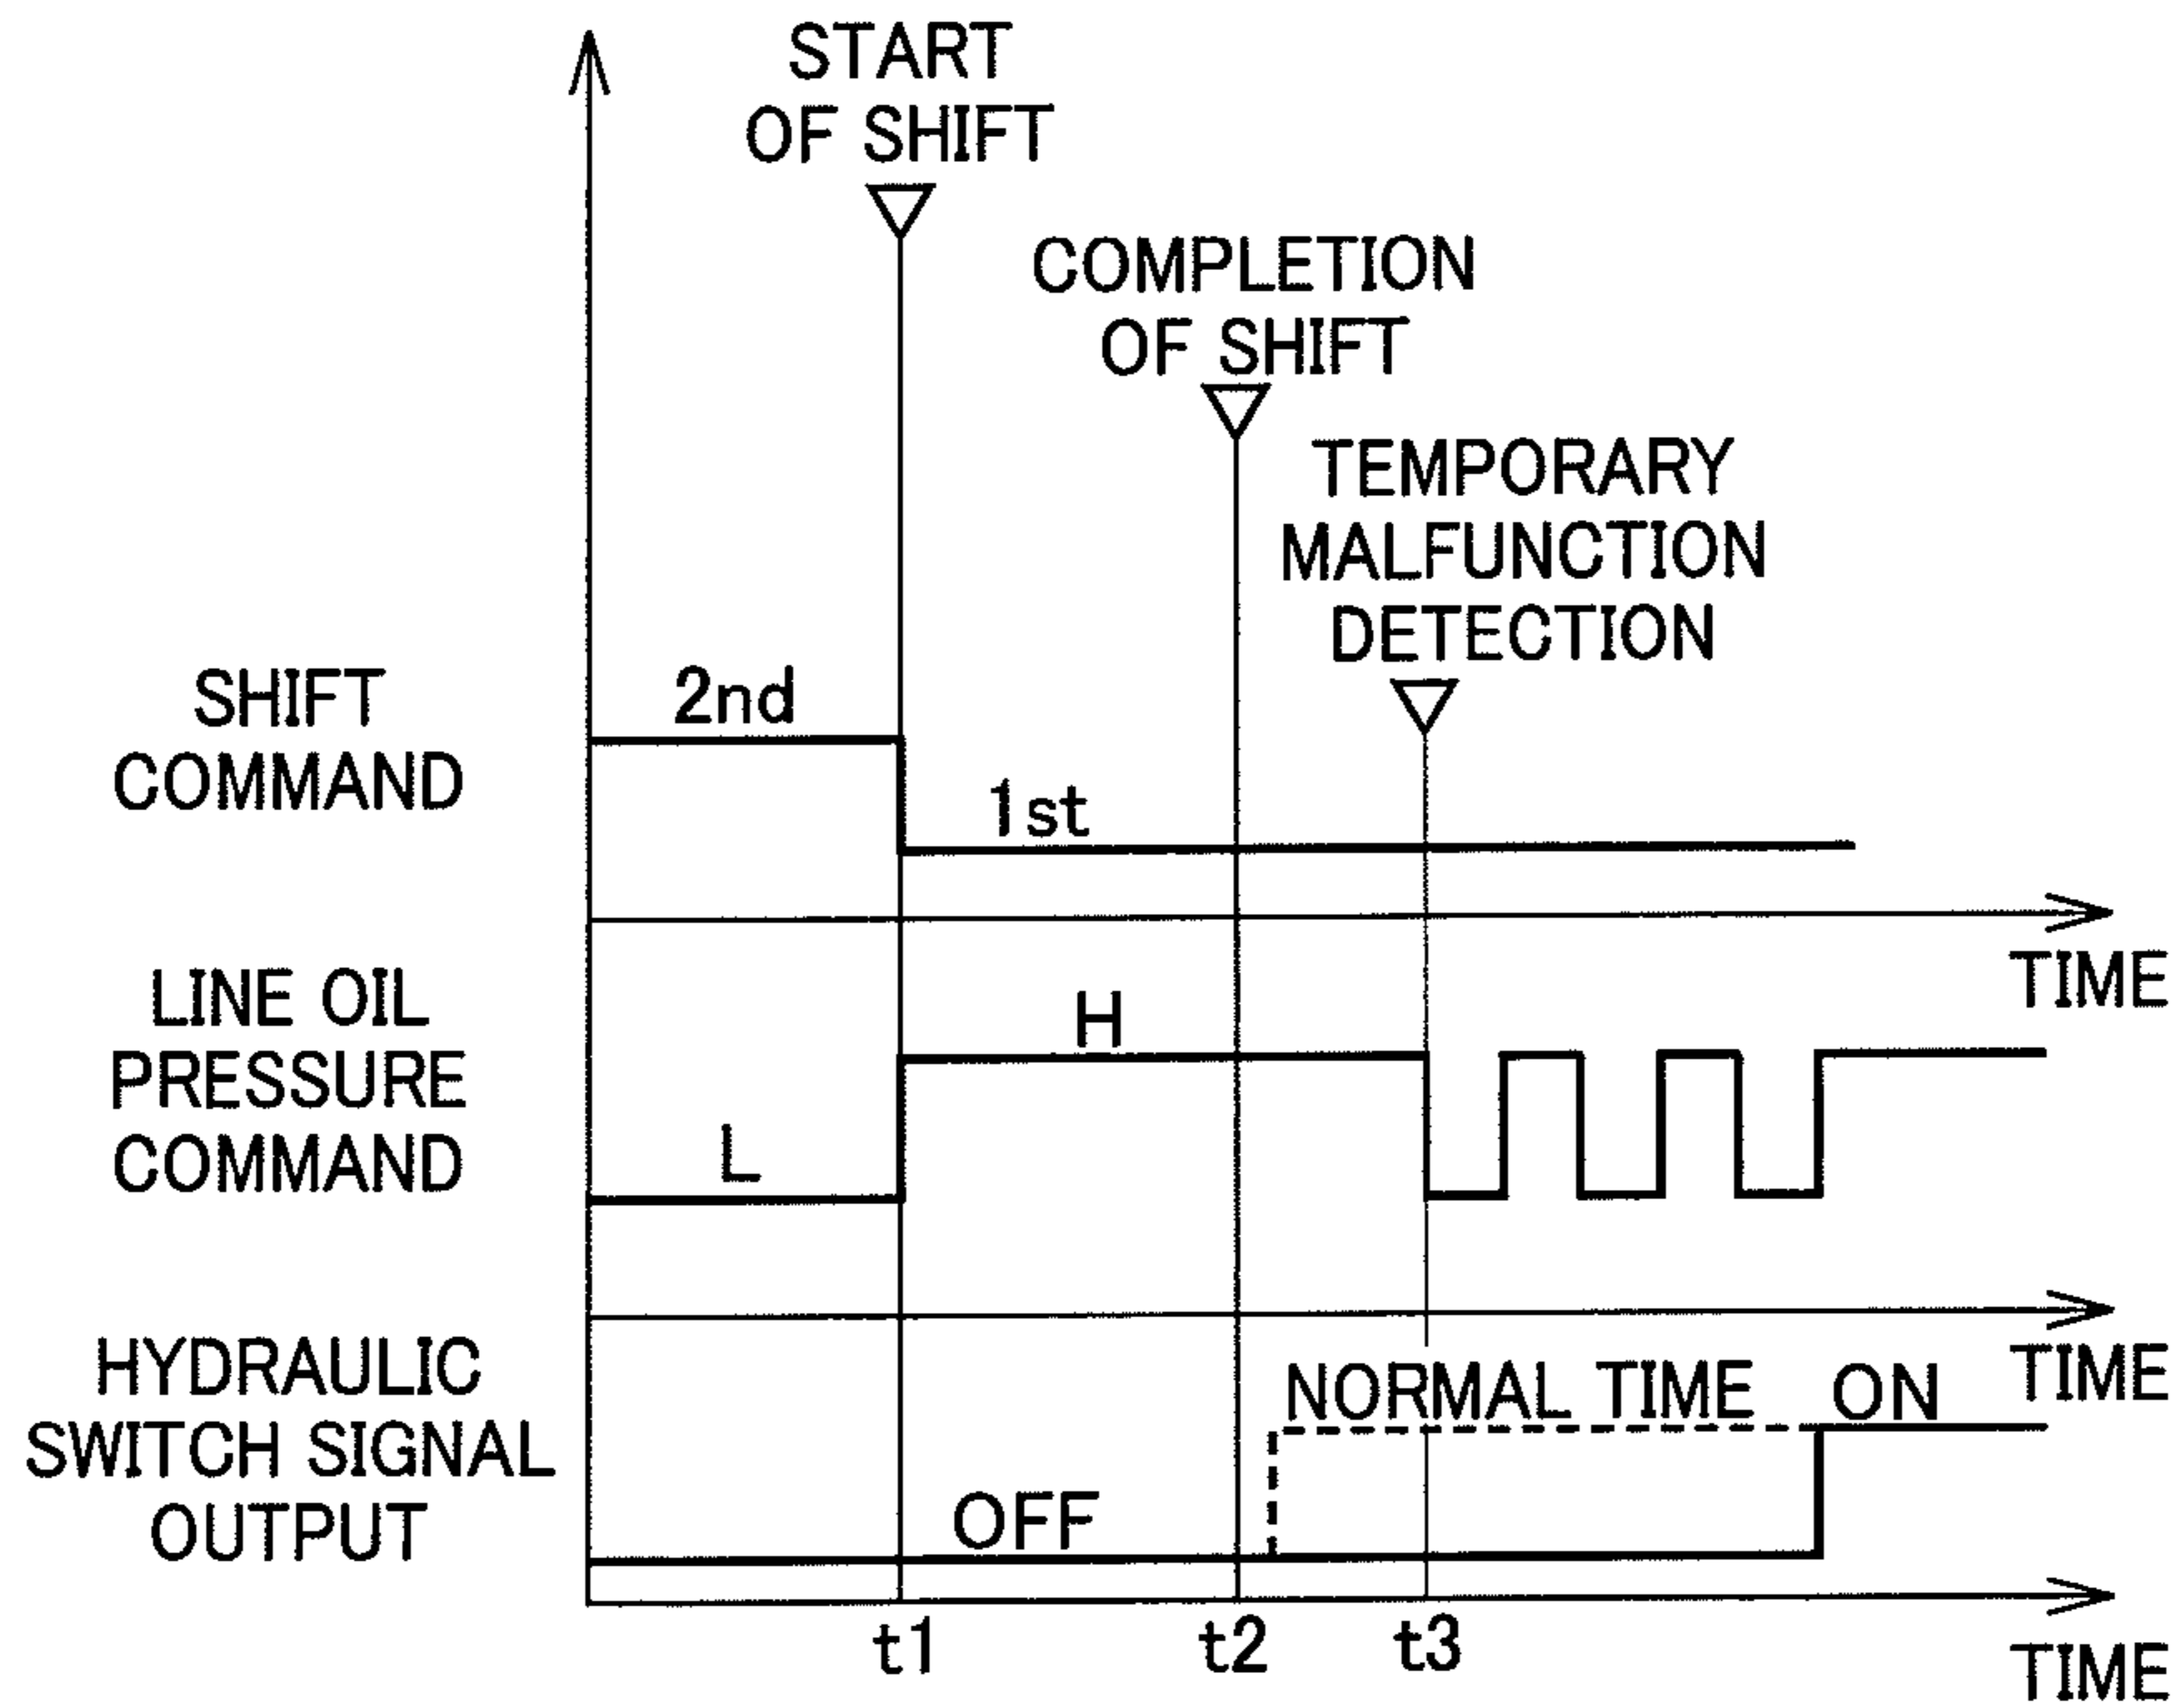 START
OF SHIFT
COMPLETION
OF SHIFT
TEMPORARY
MALFUNCTION
DETECTION
SHIFT
COMMAND
2nd
1st
TIME
LINE OIL
PRESSURE
COMMAND
L
H
TIME
HYDRAULIC
SWITCH SIGNAL
OUTPUT
OFF
NORMAL TIME
ON
t1
t2
t3
TIME